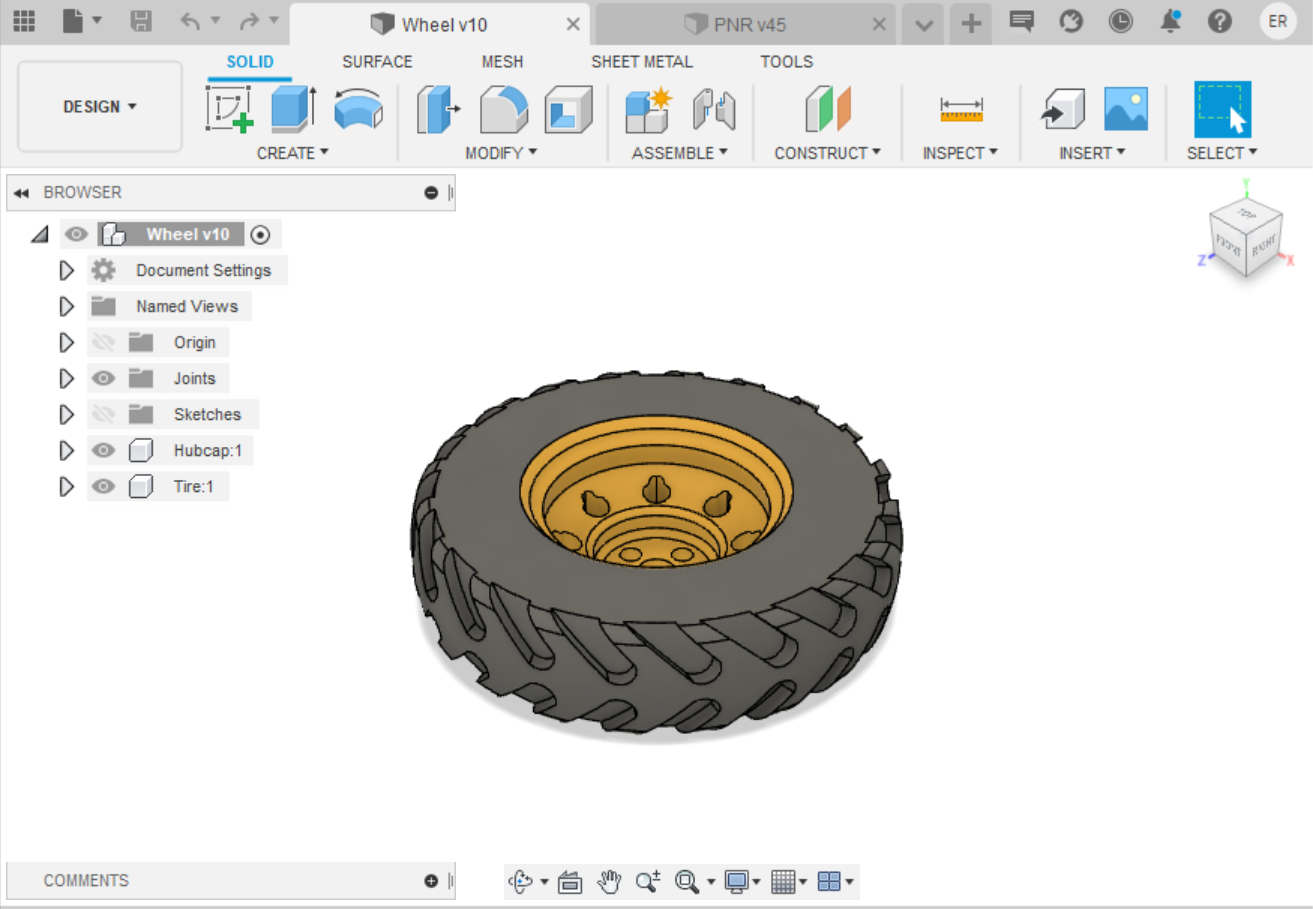 Wheel v10
PNR v45
ER
SOLID SURFACE MESH SHEET METAL TOOLS
DESIGN
CREATE MODIFY ASSEMBLE CONSTRUCT INSPECT INSERT SELECT
BROWSER
Wheel v10
Document Settings
Named Views
Origin
Joints
Sketches
Hubcap:1
Tire:1
Y
TOP
FRONT RIGHT
Z X
COMMENTS